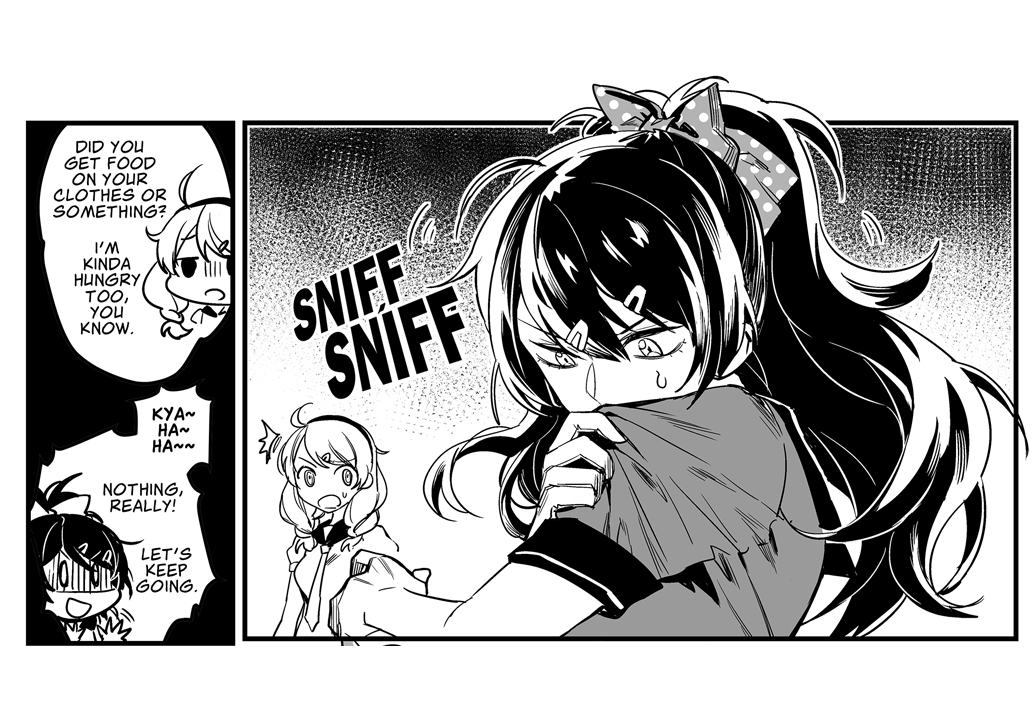 SNIFF
SNIFF
DID YOU
GET FOOD
ON YOUR
CLOTHES OR
SOMETHING?
I'M
KINDA
HUNGRY
TOO,
YOU
KNOW.
KYA~
HA~
HA~~
NOTHING,
REALLY!
LET'S
KEEP
GOING.